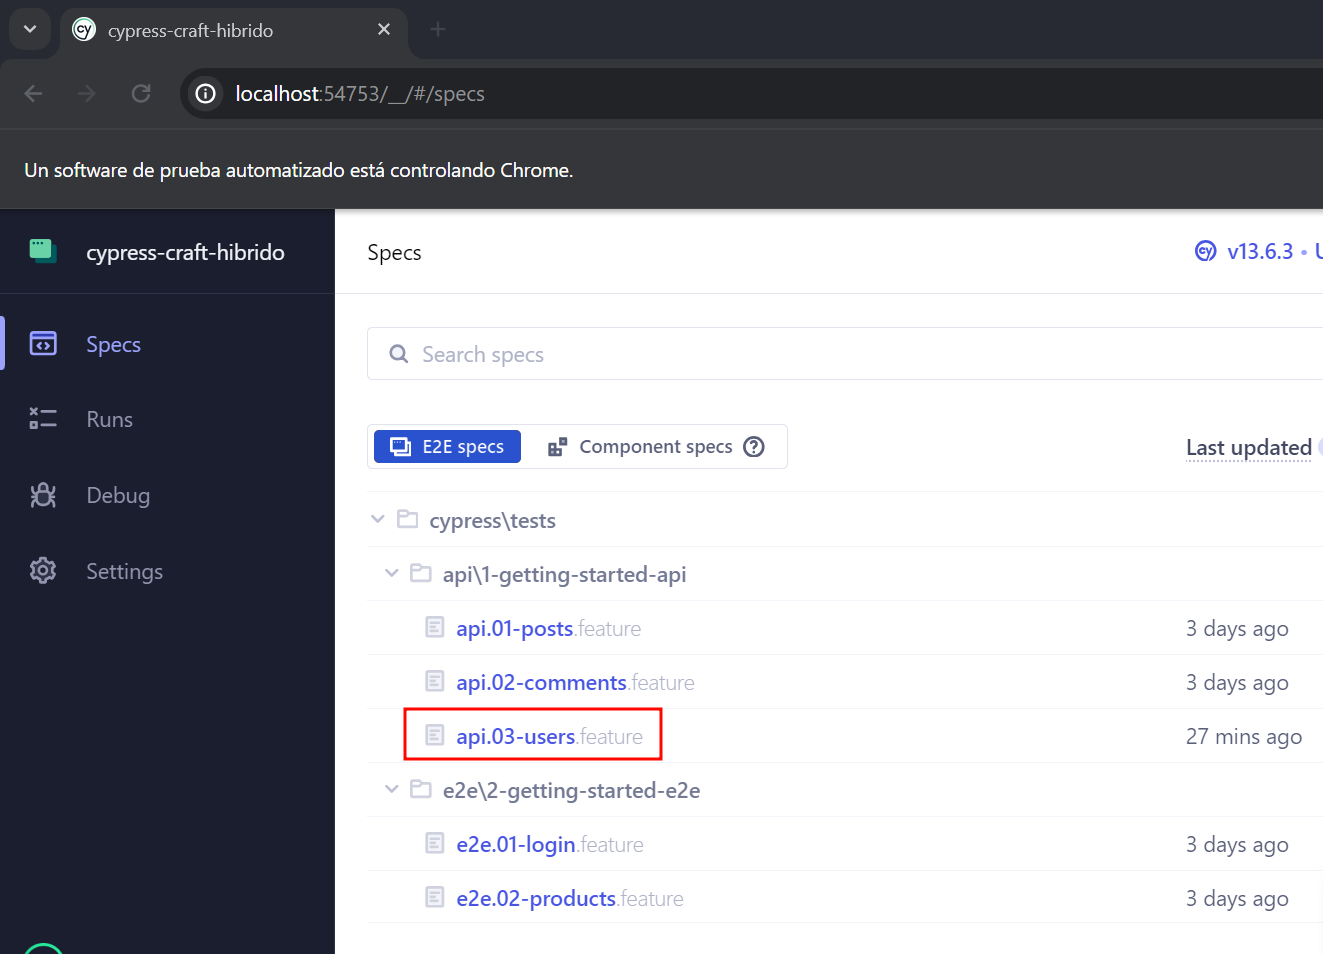 cypress-craft-hibrido
localhost:54753/__/#/specs
Un software de prueba automatizado está controlando Chrome.
cypress-craft-hibrido
Specs
v13.6.3 •
Specs
Runs
Debug
Settings
Search specs
E2E specs
Component specs
Last updated
cypress\tests
api\1-getting-started-api
api.01-posts.feature 3 days ago
api.02-comments.feature 3 days ago
api.03-users.feature 27 mins ago
e2e\2-getting-started-e2e
e2e.01-login.feature 3 days ago
e2e.02-products.feature 3 days ago